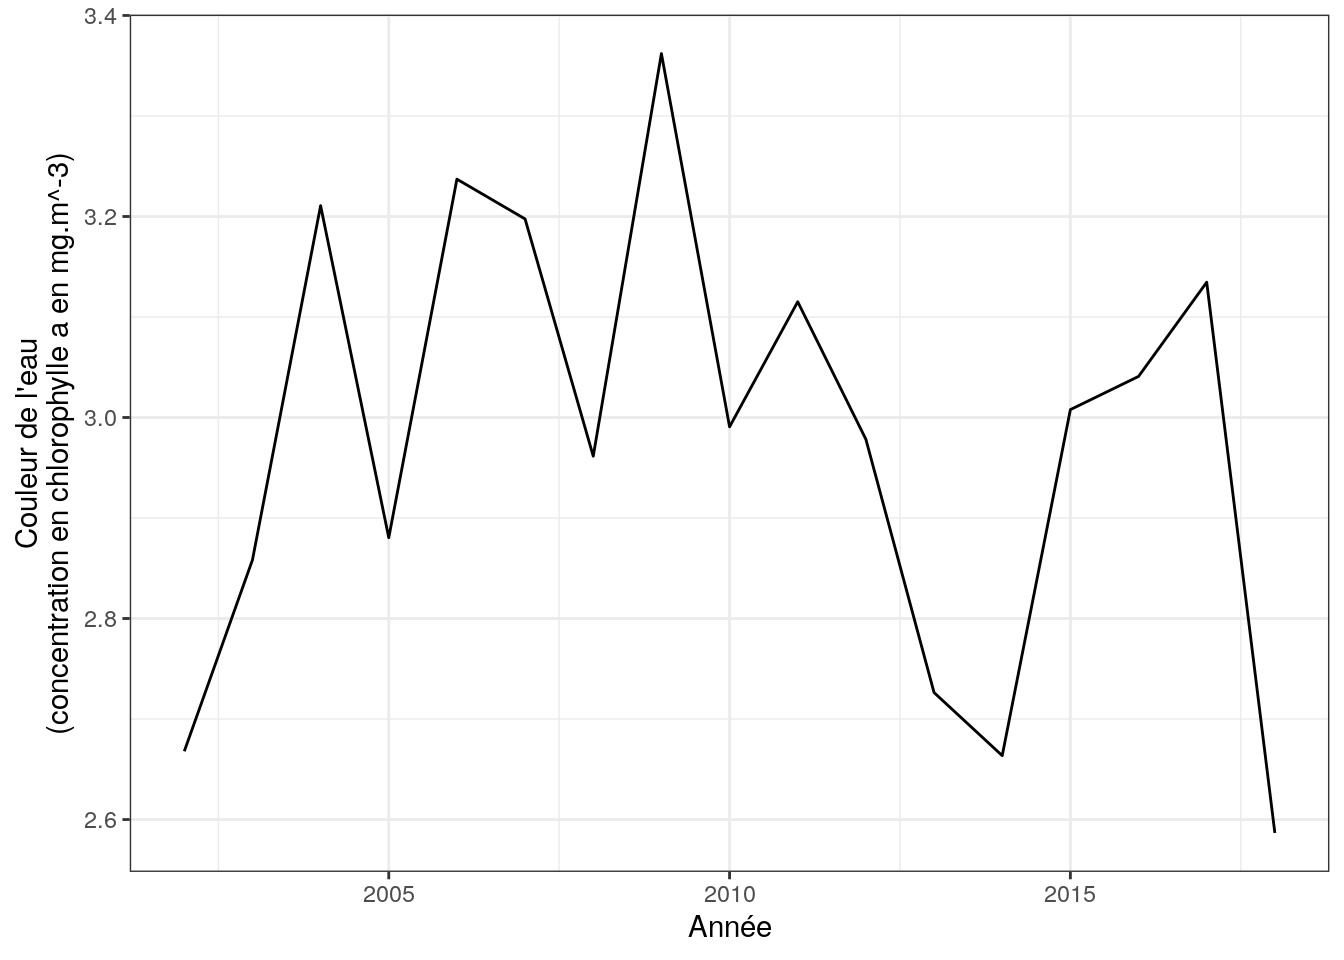 Couleur de l'eau
(concentration en chlorophylle a en mg.m^-3)
3.4
3.2
3.0
2.8
2.6
2005
2010
2015
Année